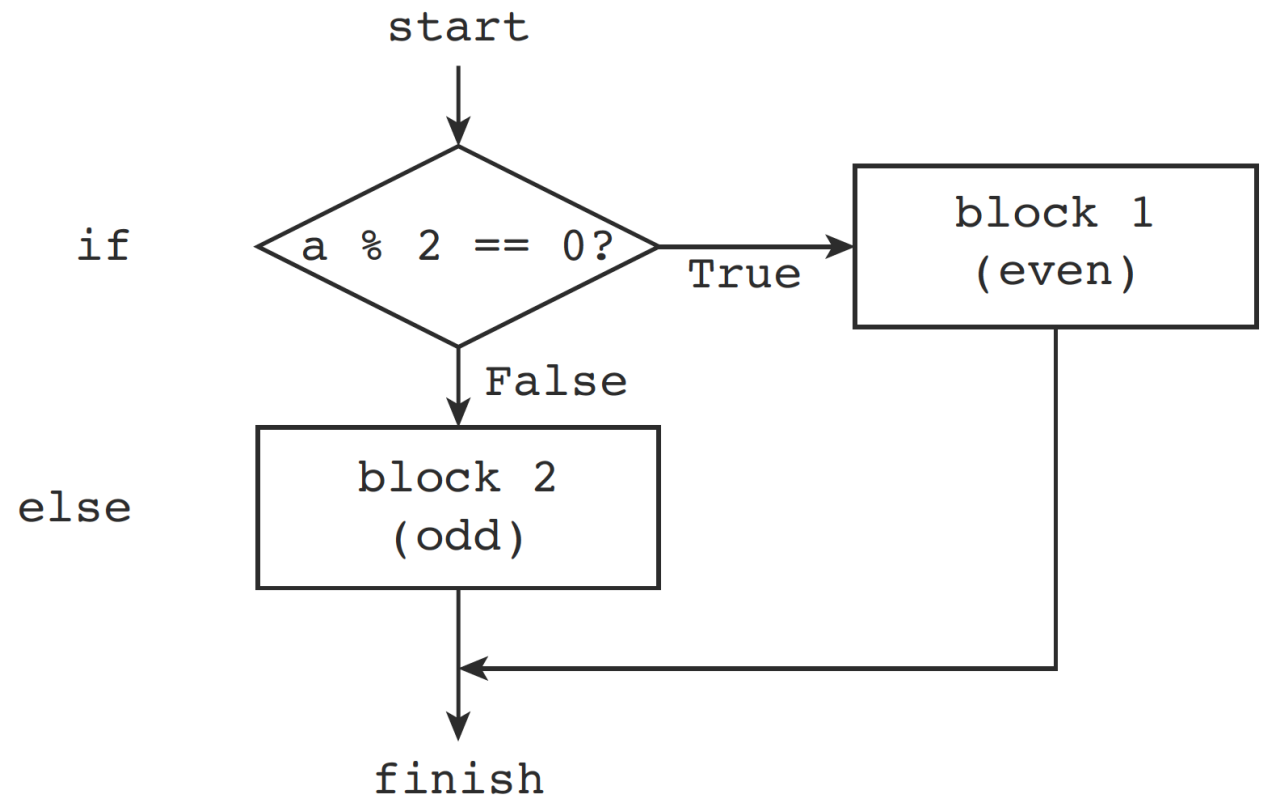 start
if
a % 2 == 0?
True
block 1
(even)
False
else
block 2
(odd)
finish